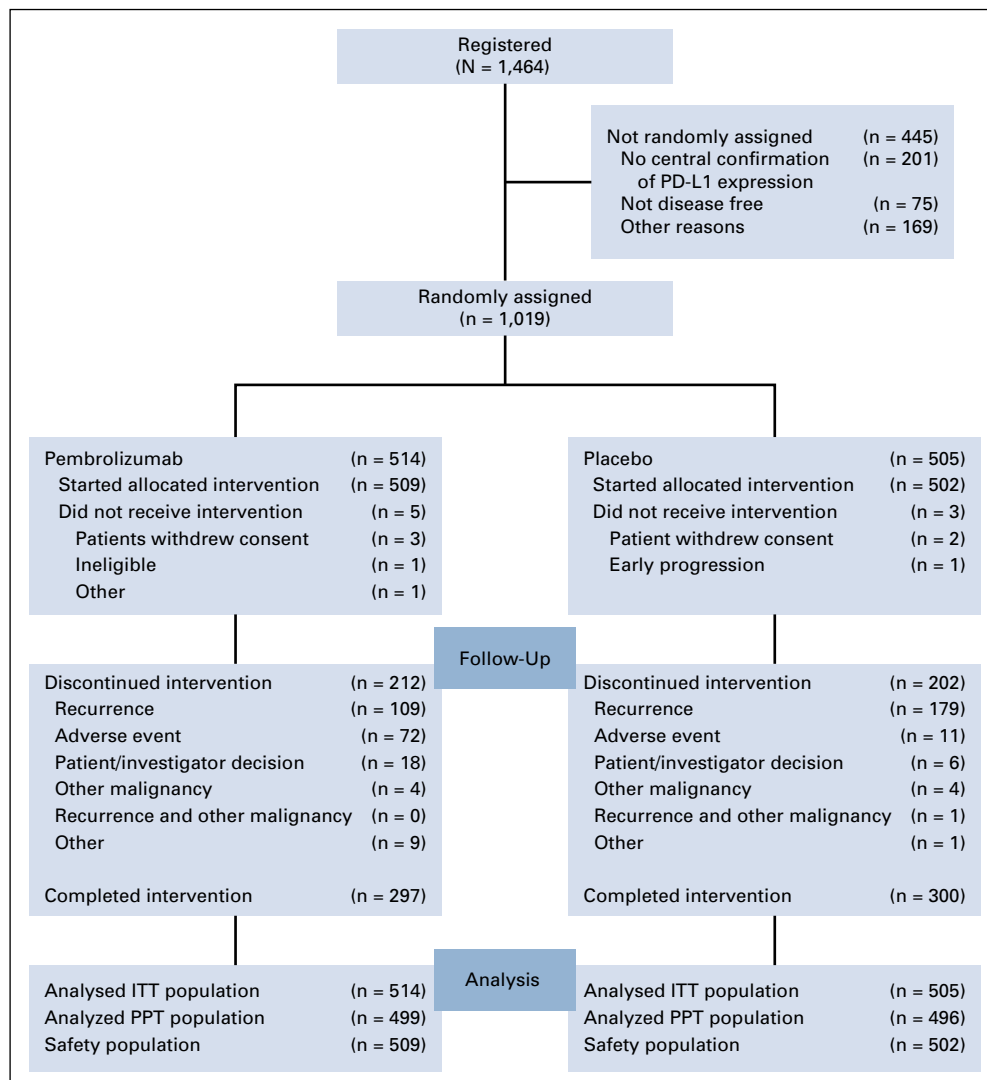 Registered
(N = 1,464)
Not randomly assigned (n = 445)
No central confirmation (n = 201)
of PD-L1 expression
Not disease free (n = 75)
Other reasons (n = 169)
Randomly assigned
(n = 1,019)
Pembrolizumab (n = 514)
Started allocated intervention (n = 509)
Did not receive intervention (n = 5)
Patients withdrew consent (n = 3)
Ineligible (n = 1)
Other (n = 1)
Placebo (n = 505)
Started allocated intervention (n = 502)
Did not receive intervention (n = 3)
Patient withdrew consent (n = 2)
Early progression (n = 1)
Follow-Up
Discontinued intervention (n = 212)
Recurrence (n = 109)
Adverse event (n = 72)
Patient/investigator decision (n = 18)
Other malignancy (n = 4)
Recurrence and other malignancy (n = 0)
Other (n = 9)
Completed intervention (n = 297)
Discontinued intervention (n = 202)
Recurrence (n = 179)
Adverse event (n = 11)
Patient/investigator decision (n = 6)
Other malignancy (n = 4)
Recurrence and other malignancy (n = 1)
Other (n = 1)
Completed intervention (n = 300)
Analysis
Analysed ITT population (n = 514)
Analyzed PPT population (n = 499)
Safety population (n = 509)
Analysed ITT population (n = 505)
Analyzed PPT population (n = 496)
Safety population (n = 502)